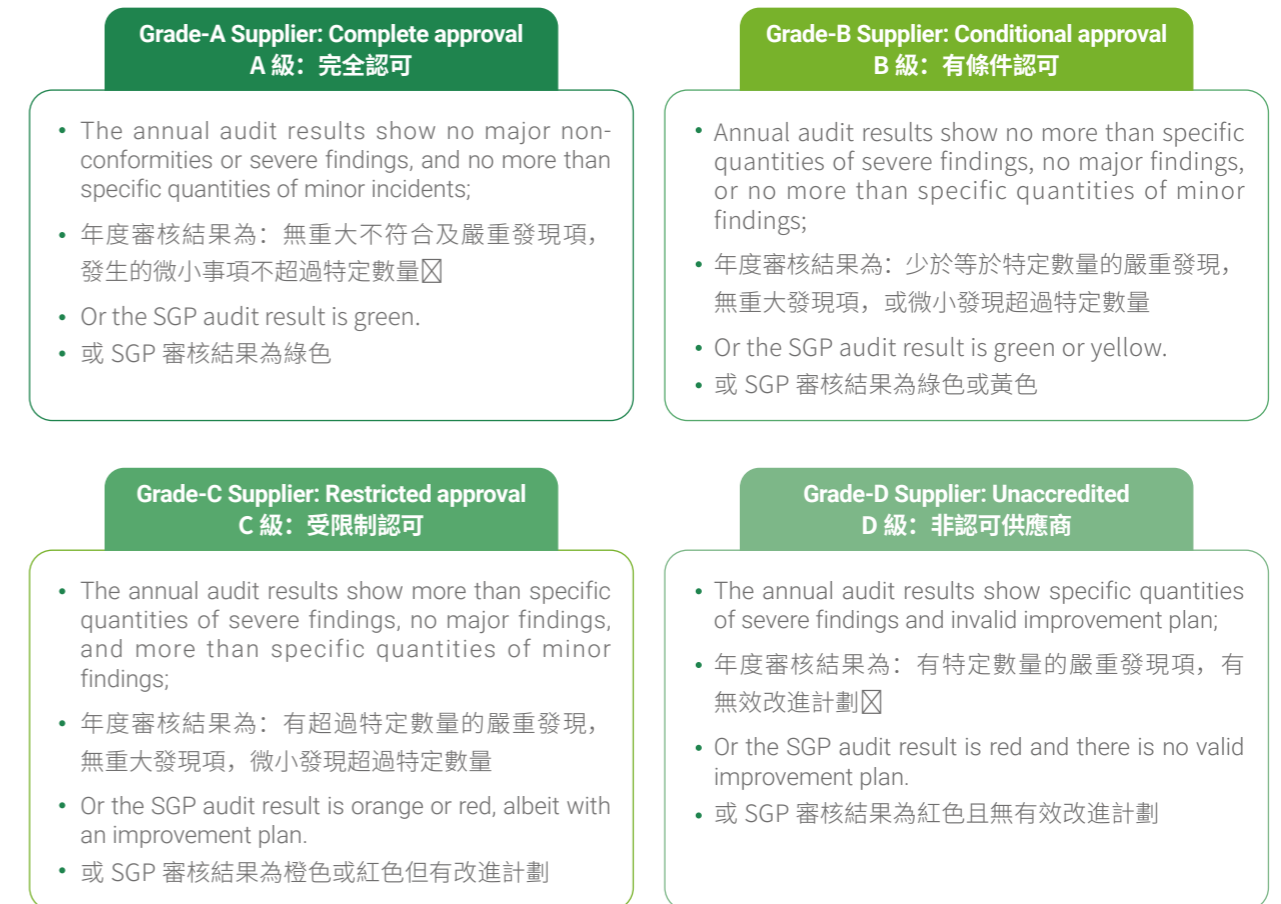 Grade-A Supplier: Complete approval
A 級：完全認可
• The annual audit results show no major non-
conformities or severe findings, and no more than
specific quantities of minor incidents;
• 年度審核結果為：無重大不符合及嚴重發現項，
發生的微小事項不超過特定數量
• Or the SGP audit result is green.
• 或 SGP 審核結果為綠色
Grade-B Supplier: Conditional approval
B 級：有條件認可
• Annual audit results show no more than specific
quantities of severe findings, no major findings,
or no more than specific quantities of minor
findings;
• 年度審核結果為：少於等於特定數量的嚴重發現，
無重大發現項，或微小發現超過特定數量
• Or the SGP audit result is green or yellow.
• 或 SGP 審核結果為綠色或黃色
Grade-C Supplier: Restricted approval
C 級：受限制認可
• The annual audit results show more than specific
quantities of severe findings, no major findings,
and more than specific quantities of minor
findings;
• 年度審核結果為：有超過特定數量的嚴重發現，
無重大發現項，微小發現超過特定數量
• Or the SGP audit result is orange or red, albeit with
an improvement plan.
• 或 SGP 審核結果為橙色或紅色但有改進計劃
Grade-D Supplier: Unaccredited
D 級：非認可供應商
• The annual audit results show specific quantities
of severe findings and invalid improvement plan;
• 年度審核結果為：有特定數量的嚴重發現項，有
無效改進計劃
• Or the SGP audit result is red and there is no valid
improvement plan.
• 或 SGP 審核結果為紅色且無有效改進計劃